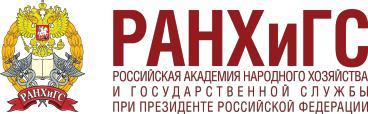 РАНХиГС
РАНХиГС
РОССИЙСКАЯ АКАДЕМИЯ НАРОДНОГО ХОЗЯЙСТВА
И ГОСУДАРСТВЕННОЙ СЛУЖБЫ
ПРИ ПРЕЗИДЕНТЕ РОССИЙСКОЙ ФЕДЕРАЦИИ